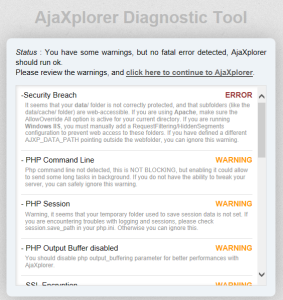 AjaXplorer Diagnostic Tool
Status : You have some warnings, but no fatal error detected, AjaXplorer
should run ok.
Please review the warnings, and click here to continue to AjaXplorer.
-Security Breach ERROR
It seems that your data/ folder is not correctly protected, and that subfolders (like the
data/cache/ folder) are web-accessible. If you are using Apache, make sure the
AllowOverride All option is active for your current directory. If you are running
Windows IIS, you must manually add a RequestFiltering/HiddenSegments
configuration to prevent web access to these folders. If you have defined a different
AJXP_DATA_PATH pointing outside the webfolder, you can ignore this warning.
- PHP Command Line WARNING
Php command line not detected, this is NOT BLOCKING, but enabling it could allow
to send some long tasks in background. If you do not have the ability to tweak your
server, you can safely ignore this warning.
- PHP Session WARNING
Warning, it seems that your temporary folder used to save session data is not set. If
you are encountering troubles with logging and sessions, please check
session.save_path in your php.ini. Otherwise you can ignore this.
- PHP Output Buffer disabled WARNING
You should disable php output_buffering parameter for better performances with
AjaXplorer.
- SSL Encryption